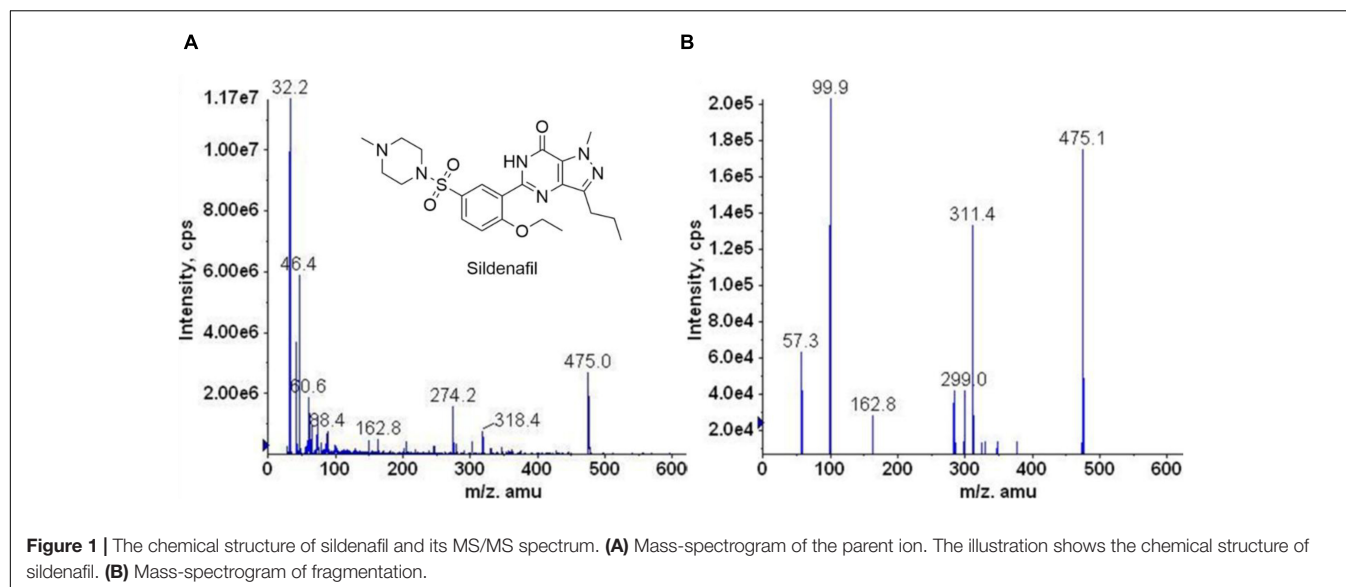 A
B
32.2
1.17e7
1.00e7
8.00e6
6.00e6
4.00e6
2.00e6
Intensity, cps
46.4
60.6
162.8
274.2
318.4
475.0
O
HN
N
N
N
N
N
S
O
O
O
Sildenafil
0
100
200
300
400
500
600
m/z. amu
99.9
2.0e5
1.8e5
1.6e5
1.4e5
1.2e5
1.0e5
8.0e4
6.0e4
4.0e4
2.0e4
Intensity, cps
475.1
311.4
57.3
299.0
162.8
0
100
200
300
400
500
600
m/z. amu
Figure 1 | The chemical structure of sildenafil and its MS/MS spectrum. (A) Mass-spectrogram of the parent ion. The illustration shows the chemical structure of
sildenafil. (B) Mass-spectrogram of fragmentation.